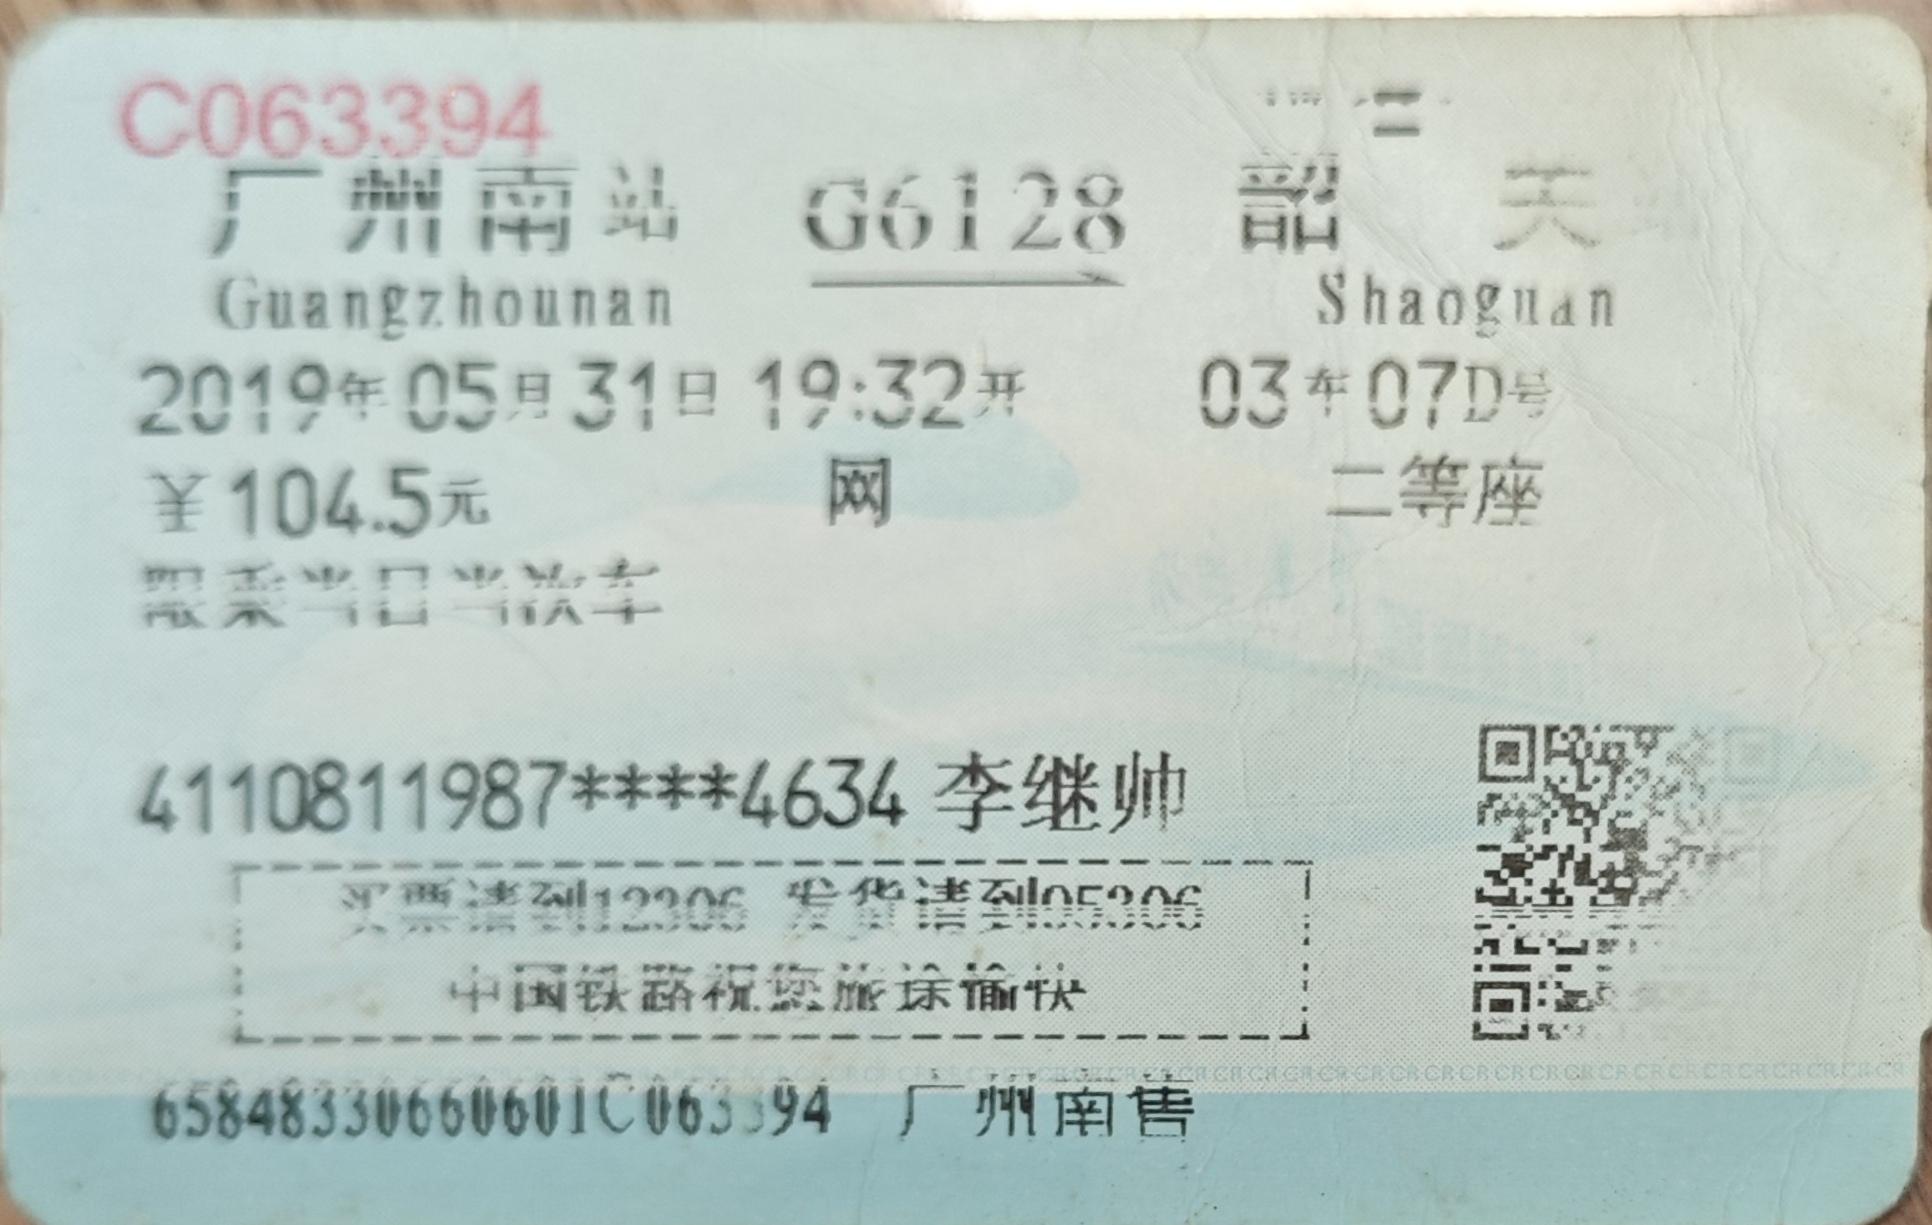 C063394
广州南站 G6128 韶关
Guangzhounan Shaoguan
2019年05月31日19:32开 03车07D号
¥104.5元 网 二等座
限乘当日当次车
4110811987****4634 李继帅
买票请到12306 发货请到95306
中国铁路祝您旅途愉快
65848330660601C063394 广州南售